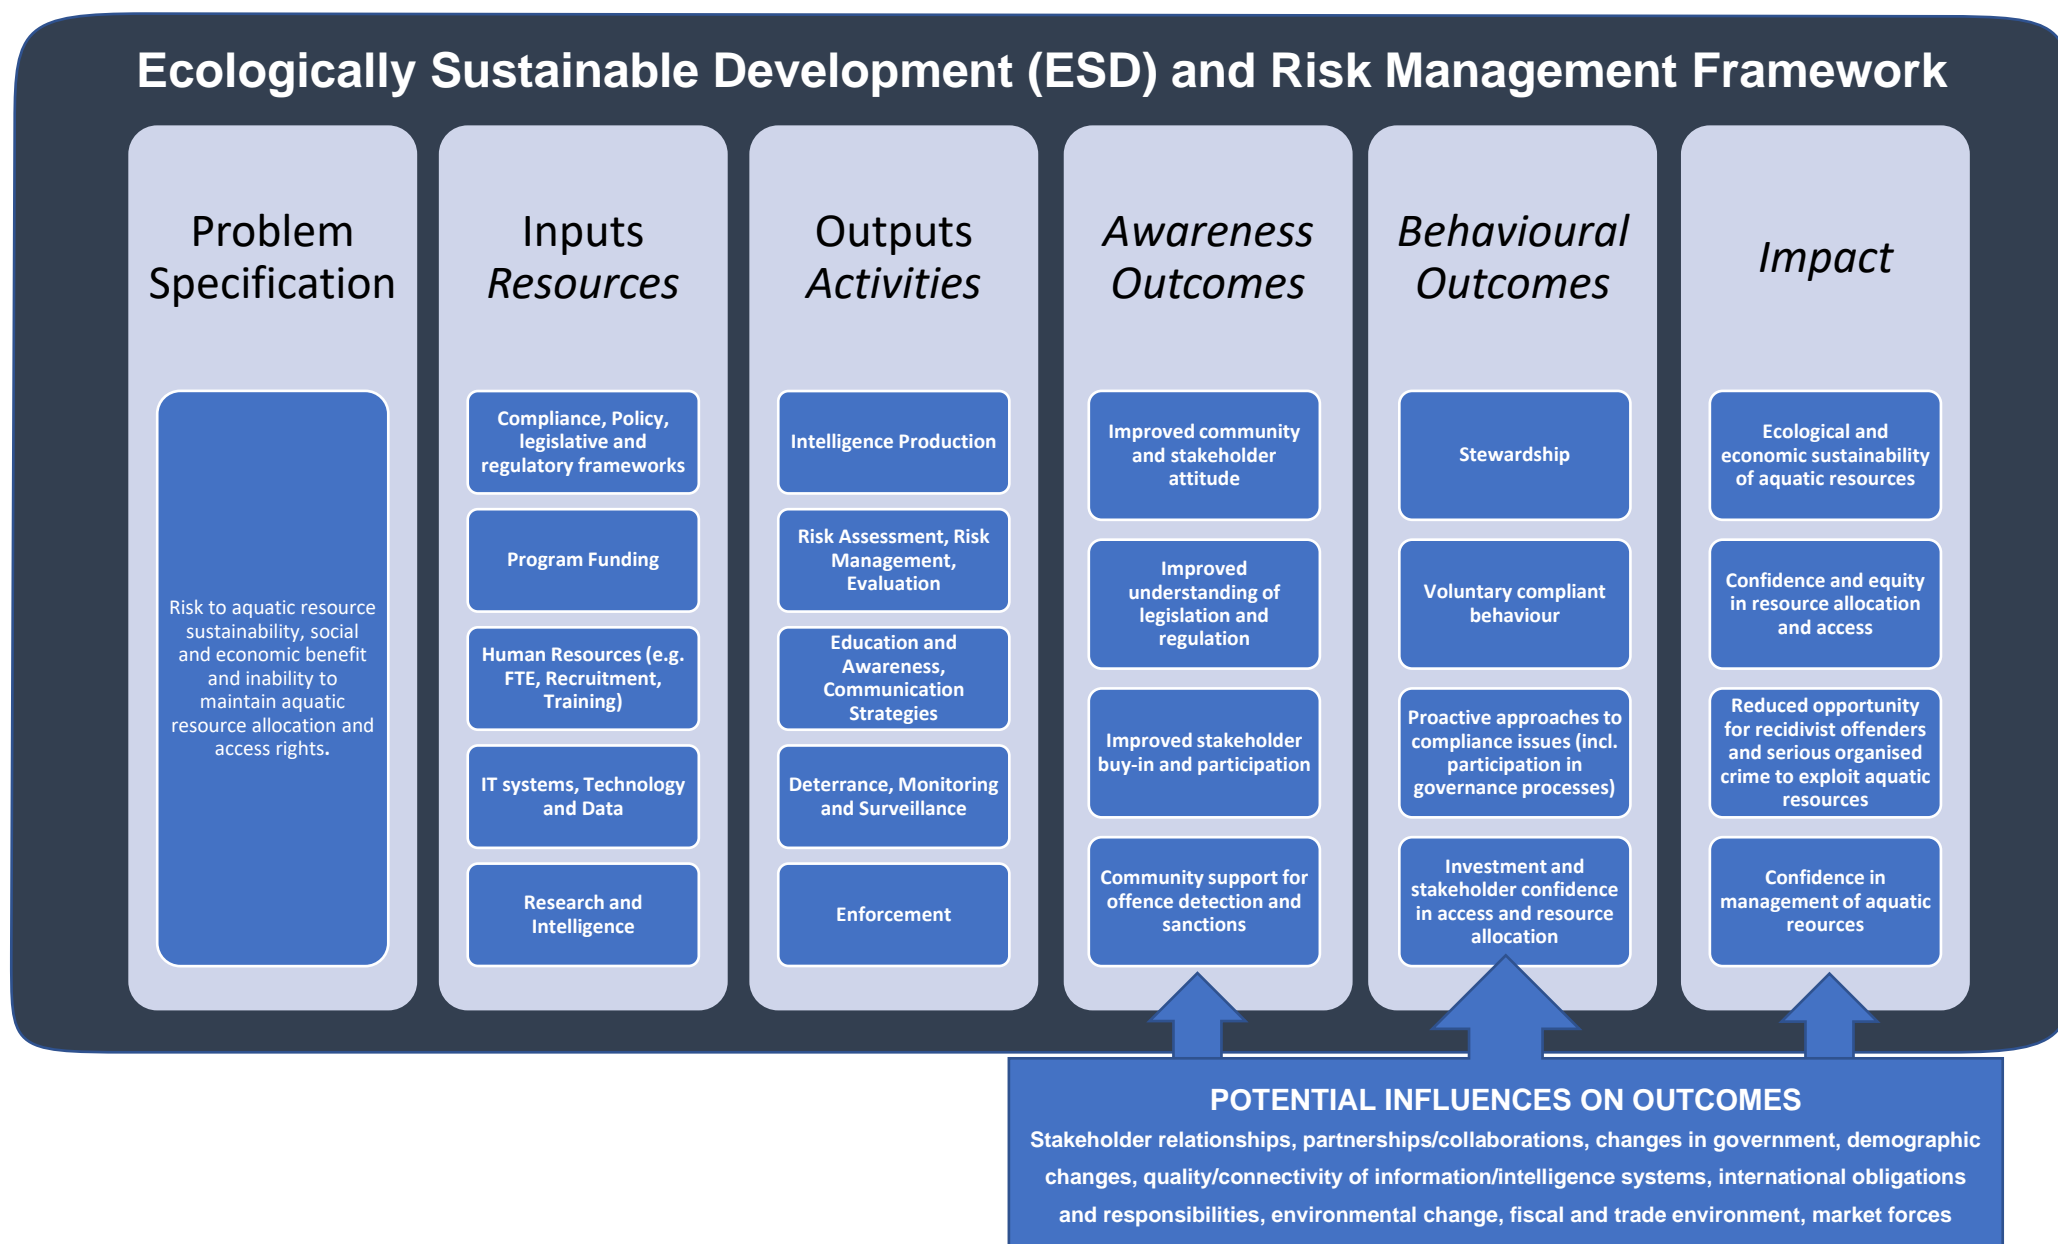 Ecologically Sustainable Development (ESD) and Risk Management Framework
Problem
Specification
Risk to aquatic resource
sustainability, social
and economic benefit
and inability to
maintain aquatic
resource allocation and
access rights.
Inputs
Resources
Compliance, Policy,
legislative and
regulatory frameworks
Program Funding
Human Resources (e.g.
FTE, Recruitment,
Training)
IT systems, Technology
and Data
Research and
Intelligence
Outputs
Activities
Intelligence Production
Risk Assessment, Risk
Management,
Evaluation
Education and
Awareness,
Communication
Strategies
Deterrance, Monitoring
and Surveillance
Enforcement
Awareness
Outcomes
Improved community
and stakeholder
attitude
Improved
understanding of
legislation and
regulation
Improved stakeholder
buy-in and participation
Community support for
offence detection and
sanctions
Behavioural
Outcomes
Stewardship
Voluntary compliant
behaviour
Proactive approaches to
compliance issues (incl.
participation in
governance processes)
Investment and
stakeholder confidence
in access and resource
allocation
Impact
Ecological and
economic sustainability
of aquatic resources
Confidence and equity
in resource allocation
and access
Reduced opportunity
for recidivist offenders
and serious organised
crime to exploit aquatic
resources
Confidence in
management of aquatic
reources
POTENTIAL INFLUENCES ON OUTCOMES
Stakeholder relationships, partnerships/collaborations, changes in government, demographic
changes, quality/connectivity of information/intelligence systems, international obligations
and responsibilities, environmental change, fiscal and trade environment, market forces